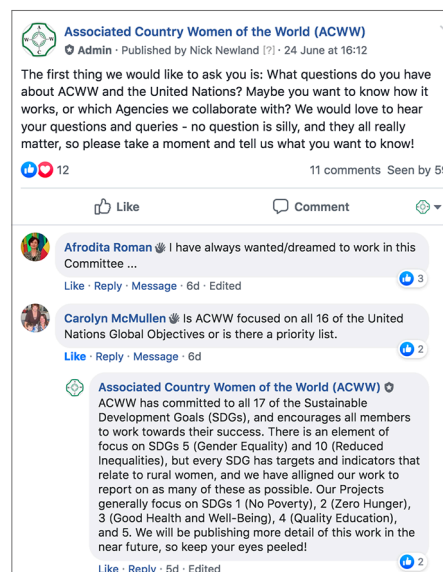 Associated Country Women of the World (ACWW)
Admin · Published by Nick Newland [?] · 24 June at 16:12
The first thing we would like to ask you is: What questions do you have
about ACWW and the United Nations? Maybe you want to know how it
works, or which Agencies we collaborate with? We would love to hear
your questions and queries - no question is silly, and they all really
matter, so please take a moment and tell us what you want to know!
12
11 comments Seen by 59
Like Comment
Afrodita Roman I have always wanted/dreamed to work in this
Committee ...
3
Like · Reply · Message · 6d · Edited
Carolyn McMullen Is ACWW focused on all 16 of the United
Nations Global Objectives or is there a priority list.
2
Like · Reply · Message · 6d
Associated Country Women of the World (ACWW)
ACWW has committed to all 17 of the Sustainable
Development Goals (SDGs), and encourages all members
to work towards their success. There is an element of
focus on SDGs 5 (Gender Equality) and 10 (Reduced
Inequalities), but every SDG has targets and indicators that
relate to rural women, and we have alligned our work to
report on as many of these as possible. Our Projects
generally focus on SDGs 1 (No Poverty), 2 (Zero Hunger),
3 (Good Health and Well-Being), 4 (Quality Education),
and 5. We will be publishing more detail of this work in the
near future, so keep your eyes peeled!
2
Like · Reply · 5d · Edited